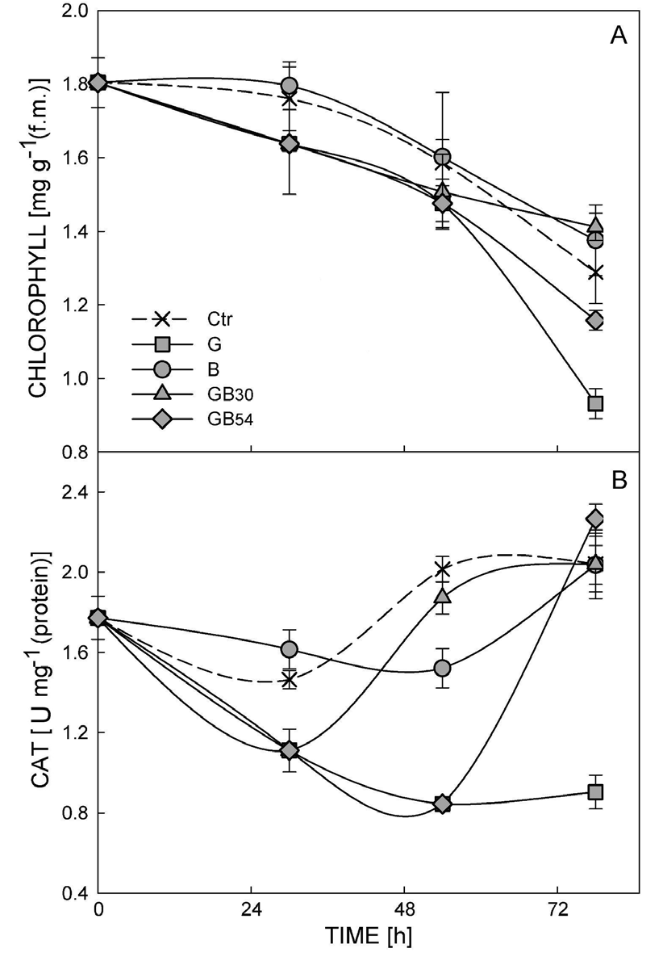 A
CHLOROPHYLL [mg g-1(f.m.)]
2.0
1.8
1.6
1.4
1.2
1.0
0.8
Ctr
G
B
GB30
GB54
B
CAT [ U mg-1 (protein)]
2.4
2.0
1.6
1.2
0.8
0.4
0 24 48 72
TIME [h]